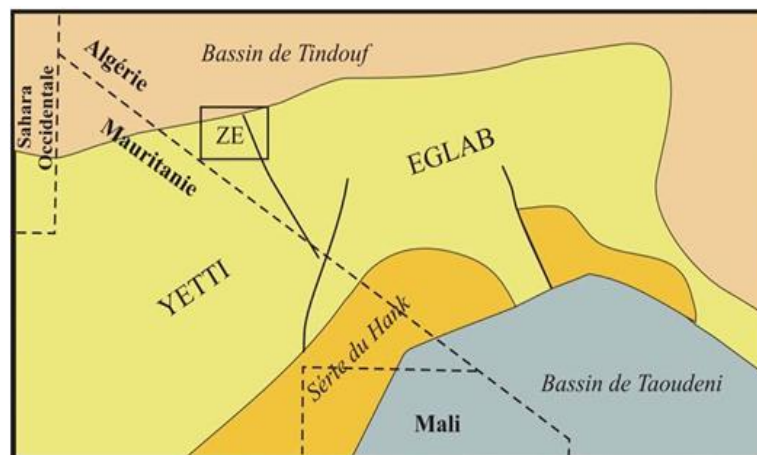 Algérie
Bassin de Tindouf
Sahara
Occidentale
Mauritanie
ZE
EGLAB
YETTI
Série du Hank
Bassin de Taoudeni
Mali